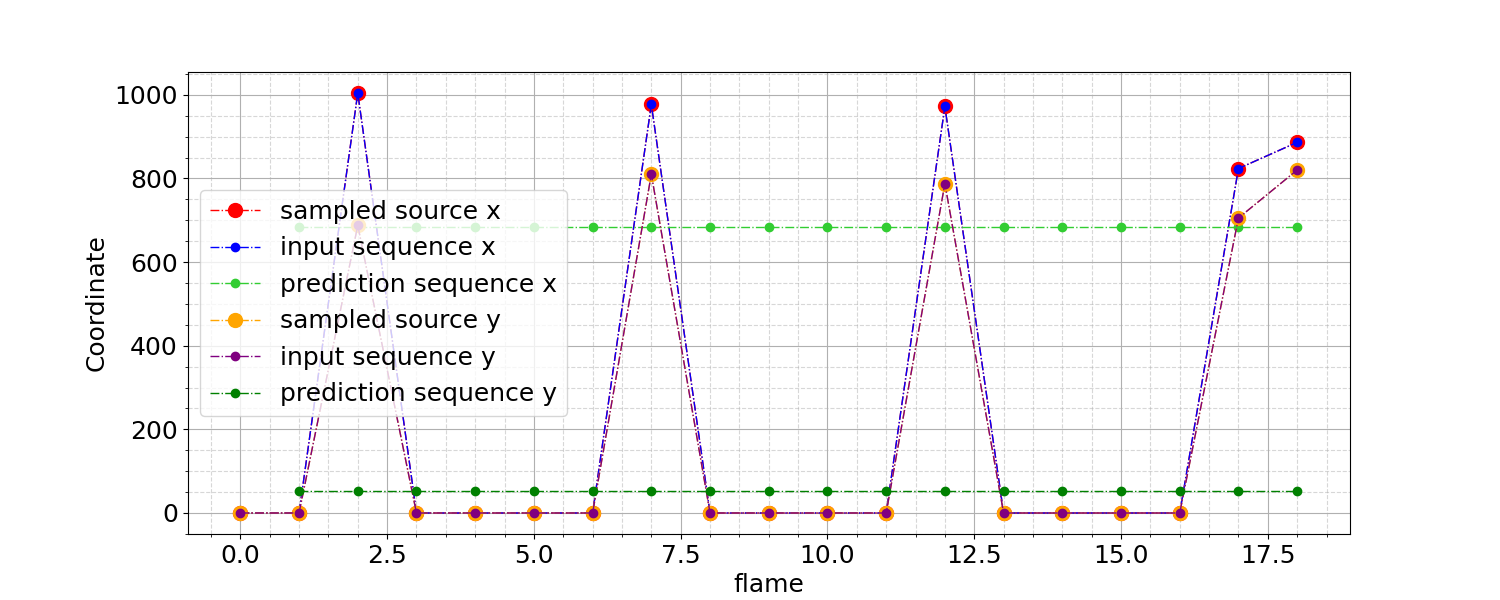 1000
800
600
400
200
0
Coordinate
sampled source x
input sequence x
prediction sequence x
sampled source y
input sequence y
prediction sequence y
0.0 2.5 5.0 7.5 10.0 12.5 15.0 17.5
flame